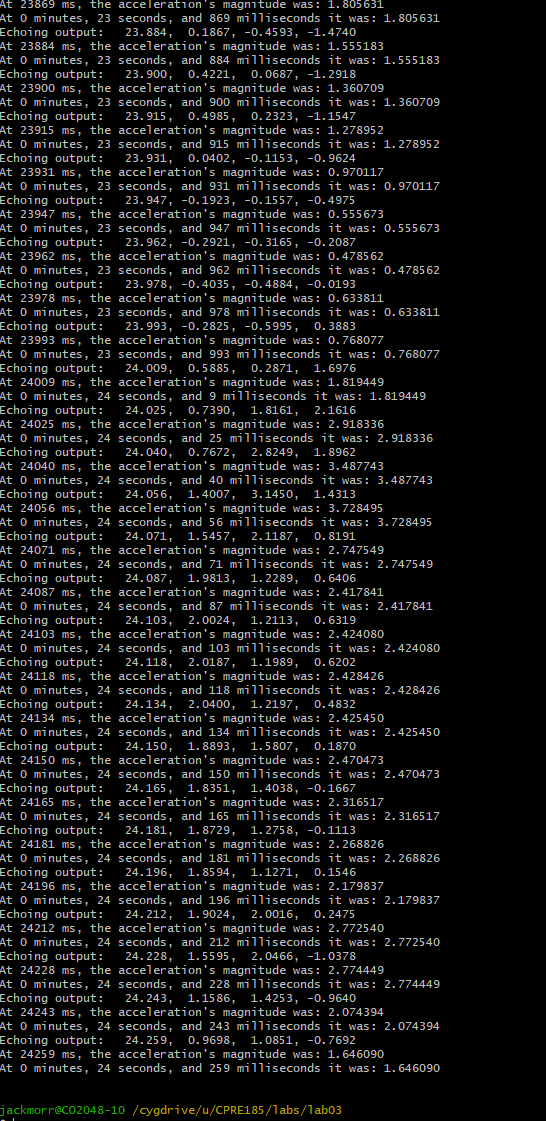 At 23869 ms, the acceleration's magnitude was: 1.805631
At 0 minutes, 23 seconds, and 869 milliseconds it was: 1.805631
Echoing output:   23.884,  0.1867, -0.4593, -1.4740
At 23884 ms, the acceleration's magnitude was: 1.555183
At 0 minutes, 23 seconds, and 884 milliseconds it was: 1.555183
Echoing output:   23.900,  0.4221,  0.0687, -1.2918
At 23900 ms, the acceleration's magnitude was: 1.360709
At 0 minutes, 23 seconds, and 900 milliseconds it was: 1.360709
Echoing output:   23.915,  0.4985,  0.2323, -1.1547
At 23915 ms, the acceleration's magnitude was: 1.278952
At 0 minutes, 23 seconds, and 915 milliseconds it was: 1.278952
Echoing output:   23.931,  0.0402, -0.1153, -0.9624
At 23931 ms, the acceleration's magnitude was: 0.970117
At 0 minutes, 23 seconds, and 931 milliseconds it was: 0.970117
Echoing output:   23.947, -0.1923, -0.1557, -0.4975
At 23947 ms, the acceleration's magnitude was: 0.555673
At 0 minutes, 23 seconds, and 947 milliseconds it was: 0.555673
Echoing output:   23.962, -0.2921, -0.3165, -0.2087
At 23962 ms, the acceleration's magnitude was: 0.478562
At 0 minutes, 23 seconds, and 962 milliseconds it was: 0.478562
Echoing output:   23.978, -0.4035, -0.4884, -0.0193
At 23978 ms, the acceleration's magnitude was: 0.633811
At 0 minutes, 23 seconds, and 978 milliseconds it was: 0.633811
Echoing output:   23.993, -0.2825, -0.5995,  0.3883
At 23993 ms, the acceleration's magnitude was: 0.768077
At 0 minutes, 23 seconds, and 993 milliseconds it was: 0.768077
Echoing output:   24.009,  0.5885,  0.2871,  1.6976
At 24009 ms, the acceleration's magnitude was: 1.819449
At 0 minutes, 24 seconds, and 9 milliseconds it was: 1.819449
Echoing output:   24.025,  0.7390,  1.8161,  2.1616
At 24025 ms, the acceleration's magnitude was: 2.918336
At 0 minutes, 24 seconds, and 25 milliseconds it was: 2.918336
Echoing output:   24.040,  0.7672,  2.8249,  1.8962
At 24040 ms, the acceleration's magnitude was: 3.487743
At 0 minutes, 24 seconds, and 40 milliseconds it was: 3.487743
Echoing output:   24.056,  1.4007,  3.1450,  1.4313
At 24056 ms, the acceleration's magnitude was: 3.728495
At 0 minutes, 24 seconds, and 56 milliseconds it was: 3.728495
Echoing output:   24.071,  1.5457,  2.1187,  0.8191
At 24071 ms, the acceleration's magnitude was: 2.747549
At 0 minutes, 24 seconds, and 71 milliseconds it was: 2.747549
Echoing output:   24.087,  1.9813,  1.2289,  0.6406
At 24087 ms, the acceleration's magnitude was: 2.417841
At 0 minutes, 24 seconds, and 87 milliseconds it was: 2.417841
Echoing output:   24.103,  2.0024,  1.2113,  0.6319
At 24103 ms, the acceleration's magnitude was: 2.424080
At 0 minutes, 24 seconds, and 103 milliseconds it was: 2.424080
Echoing output:   24.118,  2.0187,  1.1989,  0.6202
At 24118 ms, the acceleration's magnitude was: 2.428426
At 0 minutes, 24 seconds, and 118 milliseconds it was: 2.428426
Echoing output:   24.134,  2.0400,  1.2197,  0.4832
At 24134 ms, the acceleration's magnitude was: 2.425450
At 0 minutes, 24 seconds, and 134 milliseconds it was: 2.425450
Echoing output:   24.150,  1.8893,  1.5807,  0.1870
At 24150 ms, the acceleration's magnitude was: 2.470473
At 0 minutes, 24 seconds, and 150 milliseconds it was: 2.470473
Echoing output:   24.165,  1.8351,  1.4038, -0.1667
At 24165 ms, the acceleration's magnitude was: 2.316517
At 0 minutes, 24 seconds, and 165 milliseconds it was: 2.316517
Echoing output:   24.181,  1.8729,  1.2758, -0.1113
At 24181 ms, the acceleration's magnitude was: 2.268826
At 0 minutes, 24 seconds, and 181 milliseconds it was: 2.268826
Echoing output:   24.196,  1.8594,  1.1271,  0.1546
At 24196 ms, the acceleration's magnitude was: 2.179837
At 0 minutes, 24 seconds, and 196 milliseconds it was: 2.179837
Echoing output:   24.212,  1.9024,  2.0016,  0.2475
At 24212 ms, the acceleration's magnitude was: 2.772540
At 0 minutes, 24 seconds, and 212 milliseconds it was: 2.772540
Echoing output:   24.228,  1.5595,  2.0466, -1.0378
At 24228 ms, the acceleration's magnitude was: 2.774449
At 0 minutes, 24 seconds, and 228 milliseconds it was: 2.774449
Echoing output:   24.243,  1.1586,  1.4253, -0.9640
At 24243 ms, the acceleration's magnitude was: 2.074394
At 0 minutes, 24 seconds, and 243 milliseconds it was: 2.074394
Echoing output:   24.259,  0.9698,  1.0851, -0.7692
At 24259 ms, the acceleration's magnitude was: 1.646090
At 0 minutes, 24 seconds, and 259 milliseconds it was: 1.646090
jackmorr@CO2048-10 /cygdrive/u/CPRE185/labs/lab03